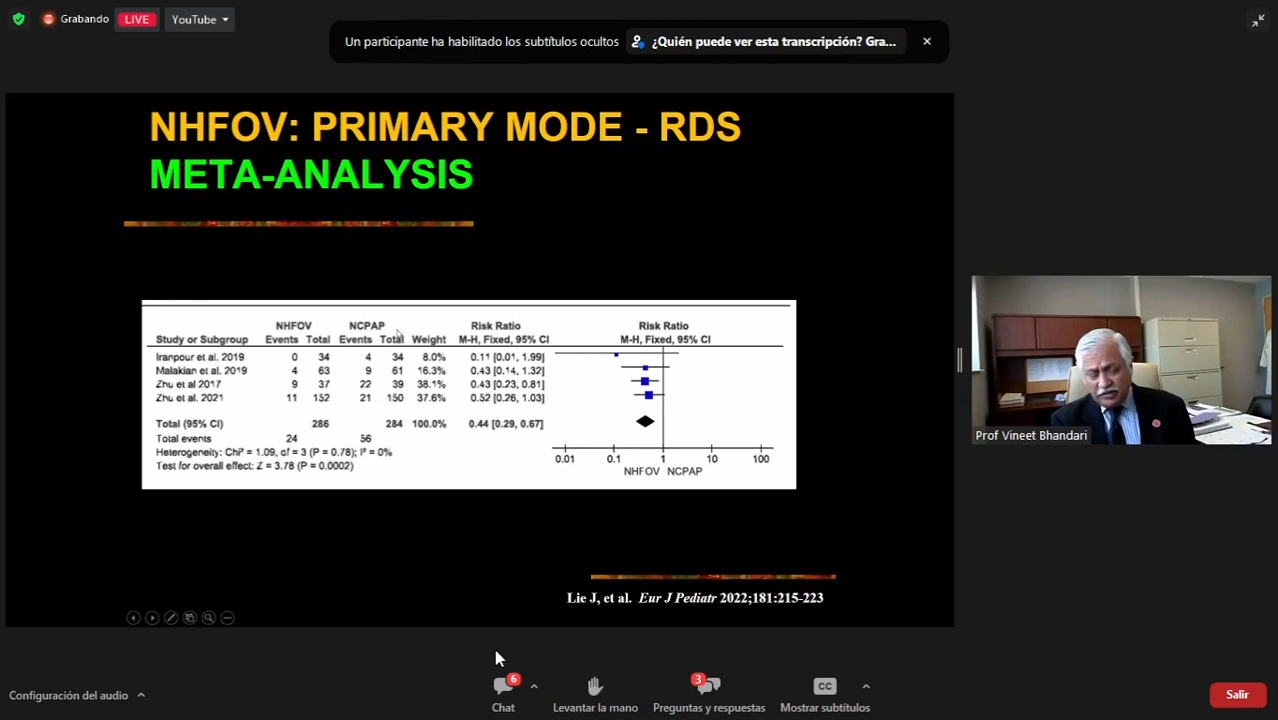 Grabando
LIVE
YouTube
Un participante ha habilitado los subtítulos ocultos
¿Quién puede ver esta transcripción? Gra...
NHFOV: PRIMARY MODE - RDS
META-ANALYSIS
NHFOV NCPAP Risk Ratio Risk Ratio
Study or Subgroup Events Total Events Total Weight M-H, Fixed, 95% CI M-H, Fixed, 95% CI
Iranpour et al. 2019 0 34 4 34 8.0% 0.11 [0.01, 1.99]
Malakian et al. 2019 4 63 9 61 16.3% 0.43 [0.14, 1.32]
Zhu et al 2017 9 37 22 39 38.1% 0.43 [0.23, 0.81]
Zhu et al. 2021 11 152 21 150 37.6% 0.52 [0.26, 1.03]
Total (95% CI) 286 284 100.0% 0.44 [0.29, 0.67]
Total events 24 56
Heterogeneity: Chi² = 1.09, df = 3 (P = 0.78); I² = 0%
Test for overall effect: Z = 3.78 (P = 0.0002)
0.01 0.1 1 10 100
NHFOV NCPAP
Lie J, et al. Eur J Pediatr 2022;181:215-223
Prof Vineet Bhandari
Configuración del audio
6
Chat
Levantar la mano
3
Preguntas y respuestas
CC
Mostrar subtítulos
Salir